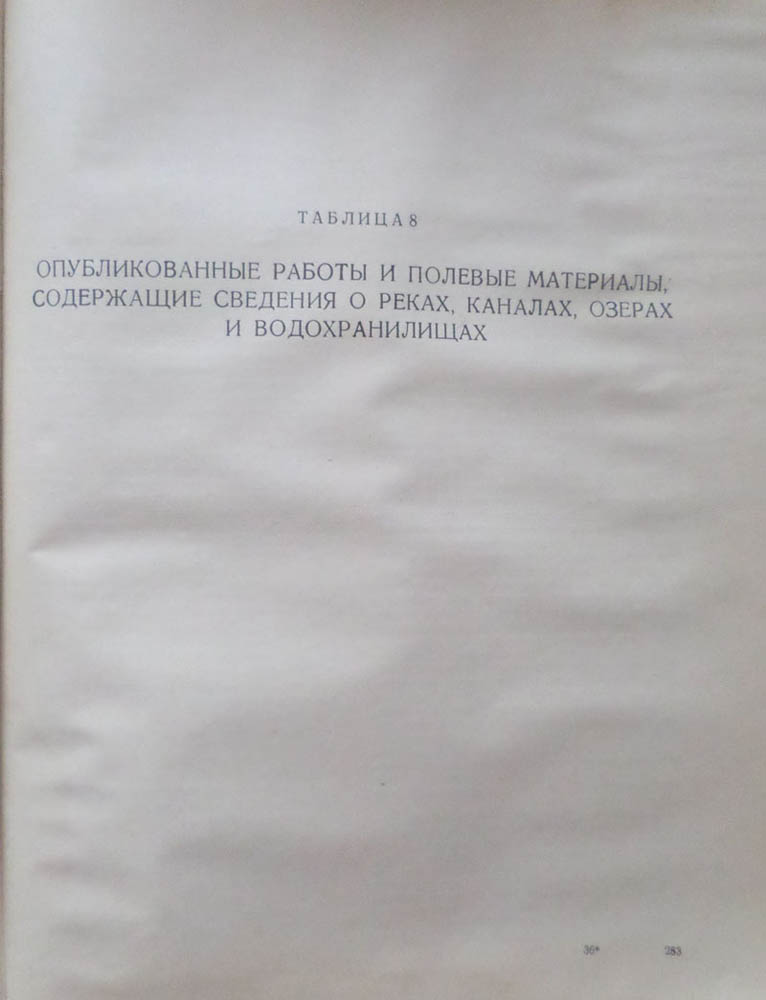 ТАБЛИЦА 8
ОПУБЛИКОВАННЫЕ РАБОТЫ И ПОЛЕВЫЕ МАТЕРИАЛЫ,
СОДЕРЖАЩИЕ СВЕДЕНИЯ О РЕКАХ, КАНАЛАХ, ОЗЕРАХ
И ВОДОХРАНИЛИЩАХ
36* 283